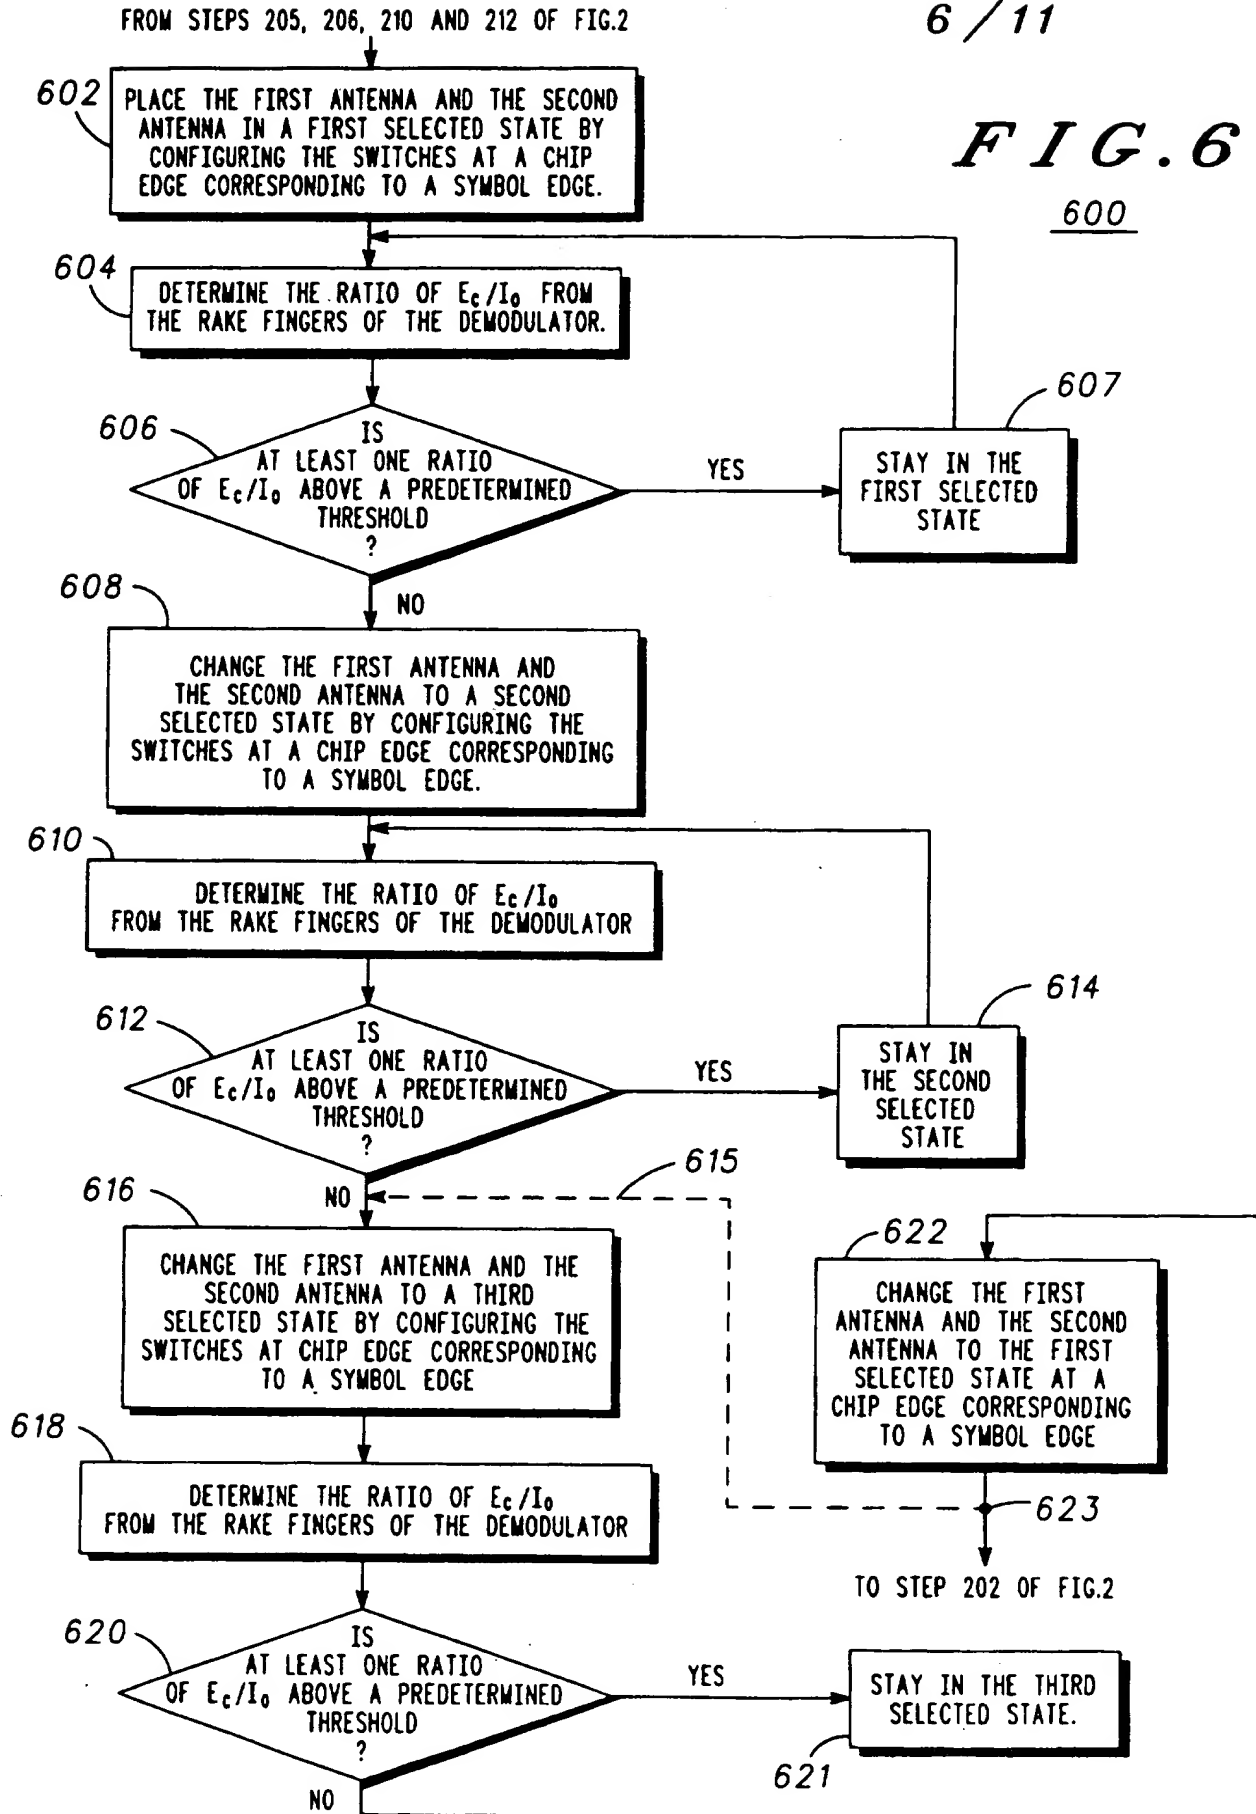 FROM STEPS 205, 206, 210 AND 212 OF FIG.2
6/11
FIG.6
600
602
PLACE THE FIRST ANTENNA AND THE SECOND
ANTENNA IN A FIRST SELECTED STATE BY
CONFIGURING THE SWITCHES AT A CHIP
EDGE CORRESPONDING TO A SYMBOL EDGE.
604
DETERMINE THE RATIO OF Ec/Io FROM
THE RAKE FINGERS OF THE DEMODULATOR.
606
IS
AT LEAST ONE RATIO
OF Ec/Io ABOVE A PREDETERMINED
THRESHOLD
?
YES
607
STAY IN THE
FIRST SELECTED
STATE
NO
608
CHANGE THE FIRST ANTENNA AND
THE SECOND ANTENNA TO A SECOND
SELECTED STATE BY CONFIGURING THE
SWITCHES AT A CHIP EDGE CORRESPONDING
TO A SYMBOL EDGE.
610
DETERMINE THE RATIO OF Ec/Io
FROM THE RAKE FINGERS OF THE DEMODULATOR
612
IS
AT LEAST ONE RATIO
OF Ec/Io ABOVE A PREDETERMINED
THRESHOLD
?
YES
614
STAY IN
THE SECOND
SELECTED
STATE
NO
615
616
CHANGE THE FIRST ANTENNA AND THE
SECOND ANTENNA TO A THIRD
SELECTED STATE BY CONFIGURING THE
SWITCHES AT CHIP EDGE CORRESPONDING
TO A SYMBOL EDGE
622
CHANGE THE FIRST
ANTENNA AND THE SECOND
ANTENNA TO THE FIRST
SELECTED STATE AT A
CHIP EDGE CORRESPONDING
TO A SYMBOL EDGE
623
TO STEP 202 OF FIG.2
618
DETERMINE THE RATIO OF Ec/Io
FROM THE RAKE FINGERS OF THE DEMODULATOR
620
IS
AT LEAST ONE RATIO
OF Ec/Io ABOVE A PREDETERMINED
THRESHOLD
?
YES
STAY IN THE THIRD
SELECTED STATE.
621
NO